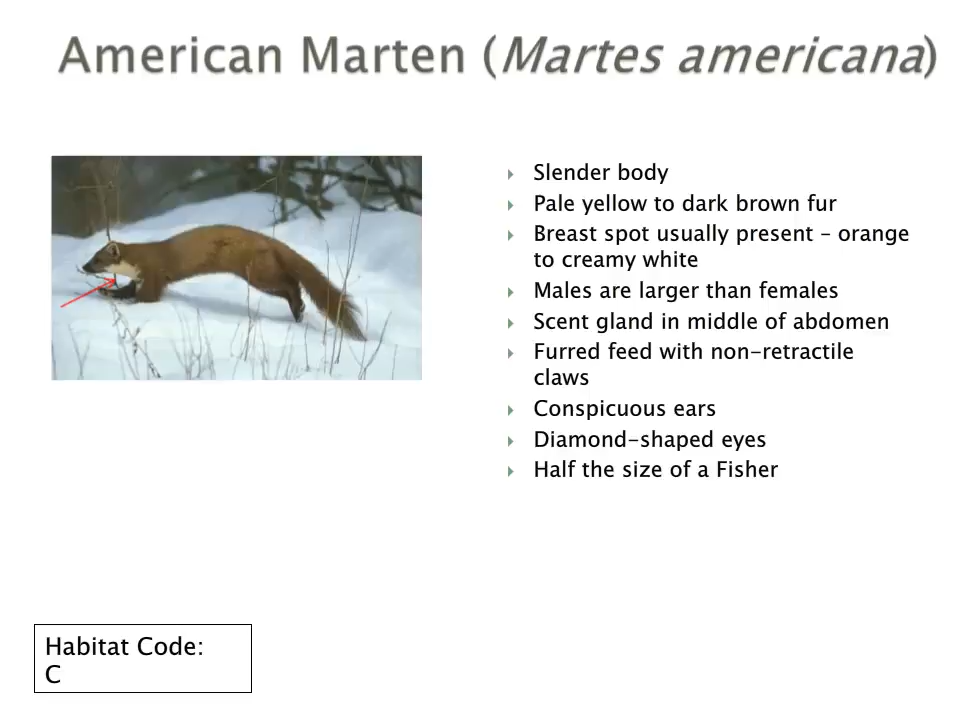 American Marten (Martes americana)
Slender body
Pale yellow to dark brown fur
Breast spot usually present – orange
to creamy white
Males are larger than females
Scent gland in middle of abdomen
Furred feed with non-retractile
claws
Conspicuous ears
Diamond-shaped eyes
Half the size of a Fisher
Habitat Code:
C